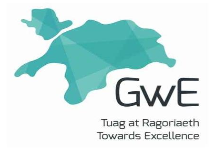 GwE
Tuag at Ragoriaeth
Towards Excellence